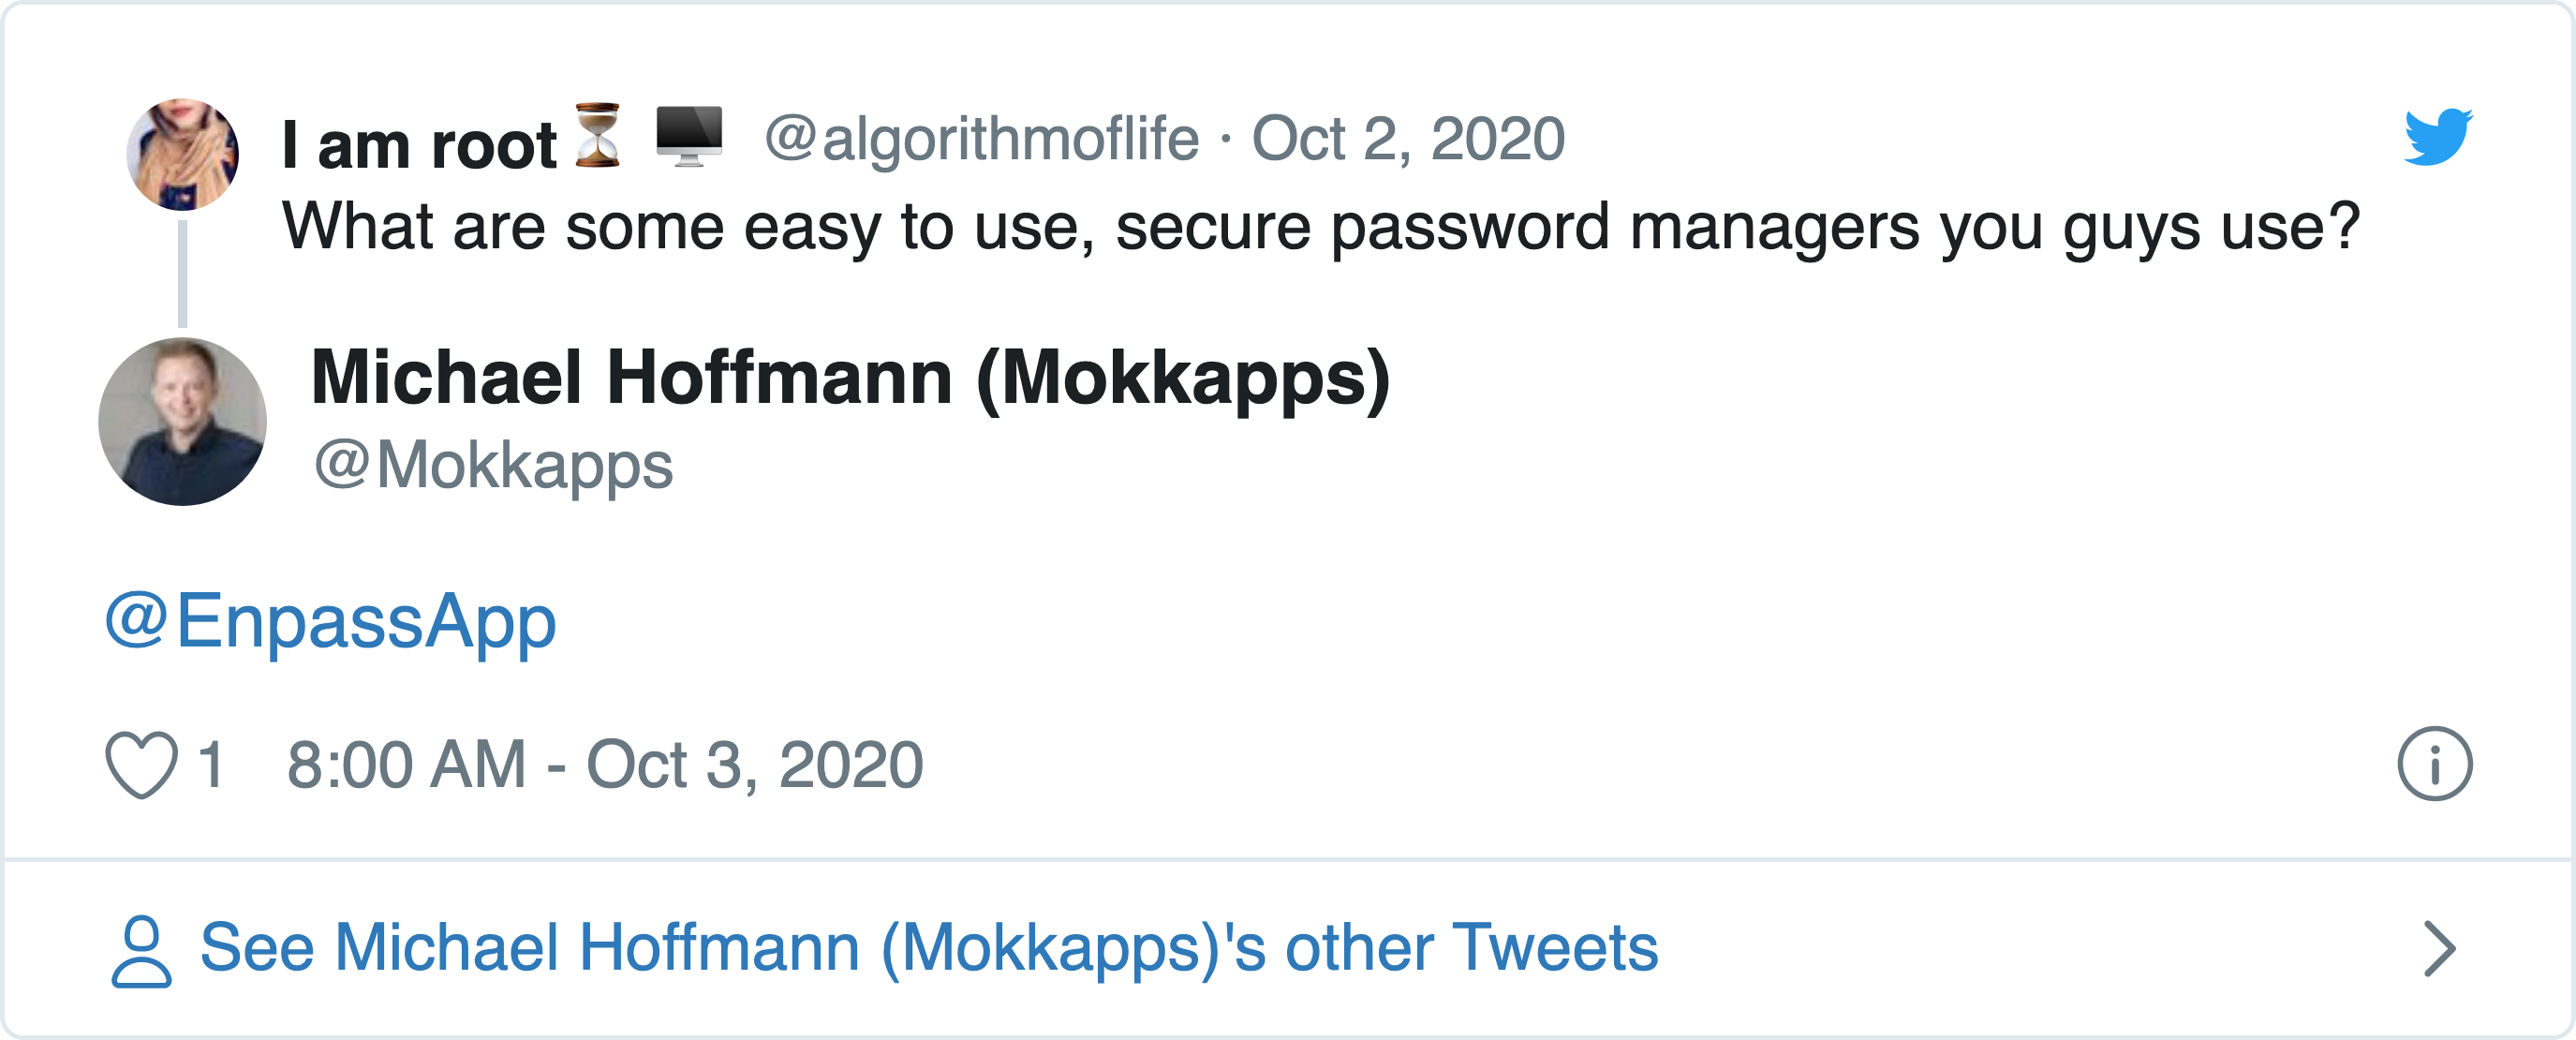 I am root⏳ 🖥️ @algorithmoflife · Oct 2, 2020
What are some easy to use, secure password managers you guys use?
Michael Hoffmann (Mokkapps)
@Mokkapps
@EnpassApp
1 8:00 AM - Oct 3, 2020
See Michael Hoffmann (Mokkapps)'s other Tweets